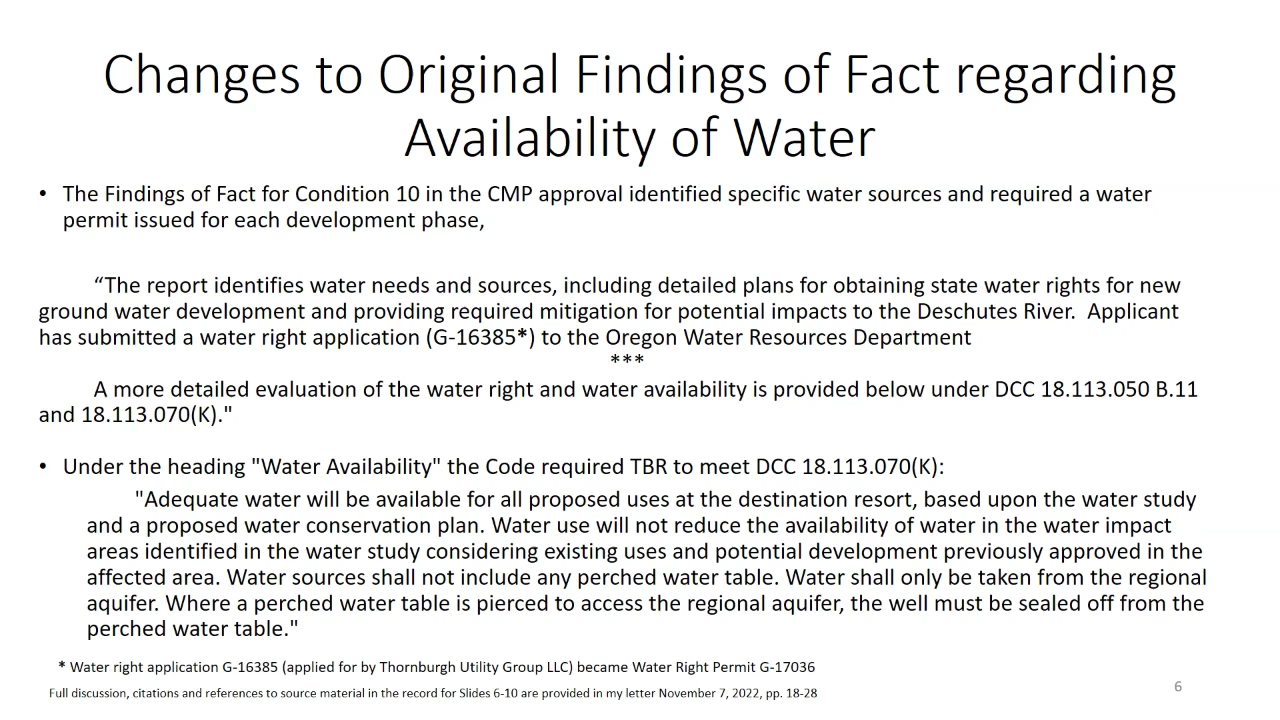 Changes to Original Findings of Fact regarding
Availability of Water
• The Findings of Fact for Condition 10 in the CMP approval identified specific water sources and required a water
permit issued for each development phase,
“The report identifies water needs and sources, including detailed plans for obtaining state water rights for new
ground water development and providing required mitigation for potential impacts to the Deschutes River. Applicant
has submitted a water right application (G-16385*) to the Oregon Water Resources Department
***
A more detailed evaluation of the water right and water availability is provided below under DCC 18.113.050 B.11
and 18.113.070(K)."
• Under the heading "Water Availability" the Code required TBR to meet DCC 18.113.070(K):
"Adequate water will be available for all proposed uses at the destination resort, based upon the water study
and a proposed water conservation plan. Water use will not reduce the availability of water in the water impact
areas identified in the water study considering existing uses and potential development previously approved in the
affected area. Water sources shall not include any perched water table. Water shall only be taken from the regional
aquifer. Where a perched water table is pierced to access the regional aquifer, the well must be sealed off from the
perched water table."
* Water right application G-16385 (applied for by Thornburgh Utility Group LLC) became Water Right Permit G-17036
Full discussion, citations and references to source material in the record for Slides 6-10 are provided in my letter November 7, 2022, pp. 18-28
6